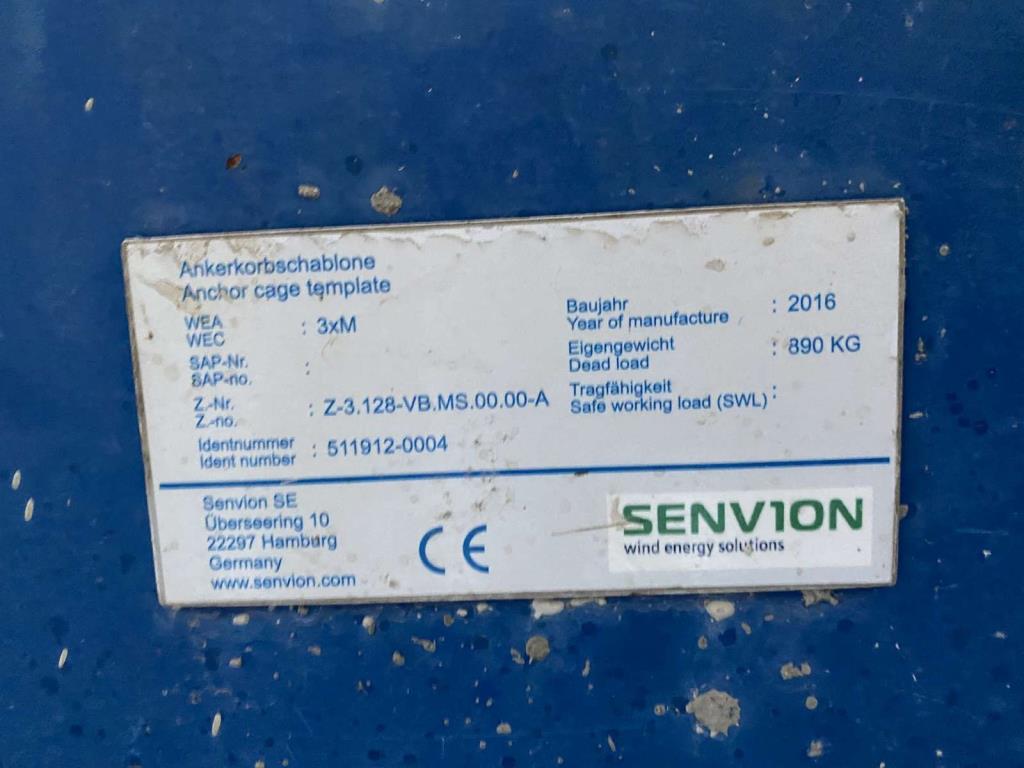 Ankerkorbschablone
Anchor cage template
WEA
WEC : 3xM
SAP-Nr.
SAP-no. :
Z.-Nr.
Z.-no. : Z-3.128-VB.MS.00.00-A
Identnummer
Ident number : 511912-0004
Baujahr
Year of manufacture : 2016
Eigengewicht
Dead load : 890 KG
Tragfähigkeit
Safe working load (SWL) :
Senvion SE
Überseering 10
22297 Hamburg
Germany
www.senvion.com
CE
SENVION
wind energy solutions